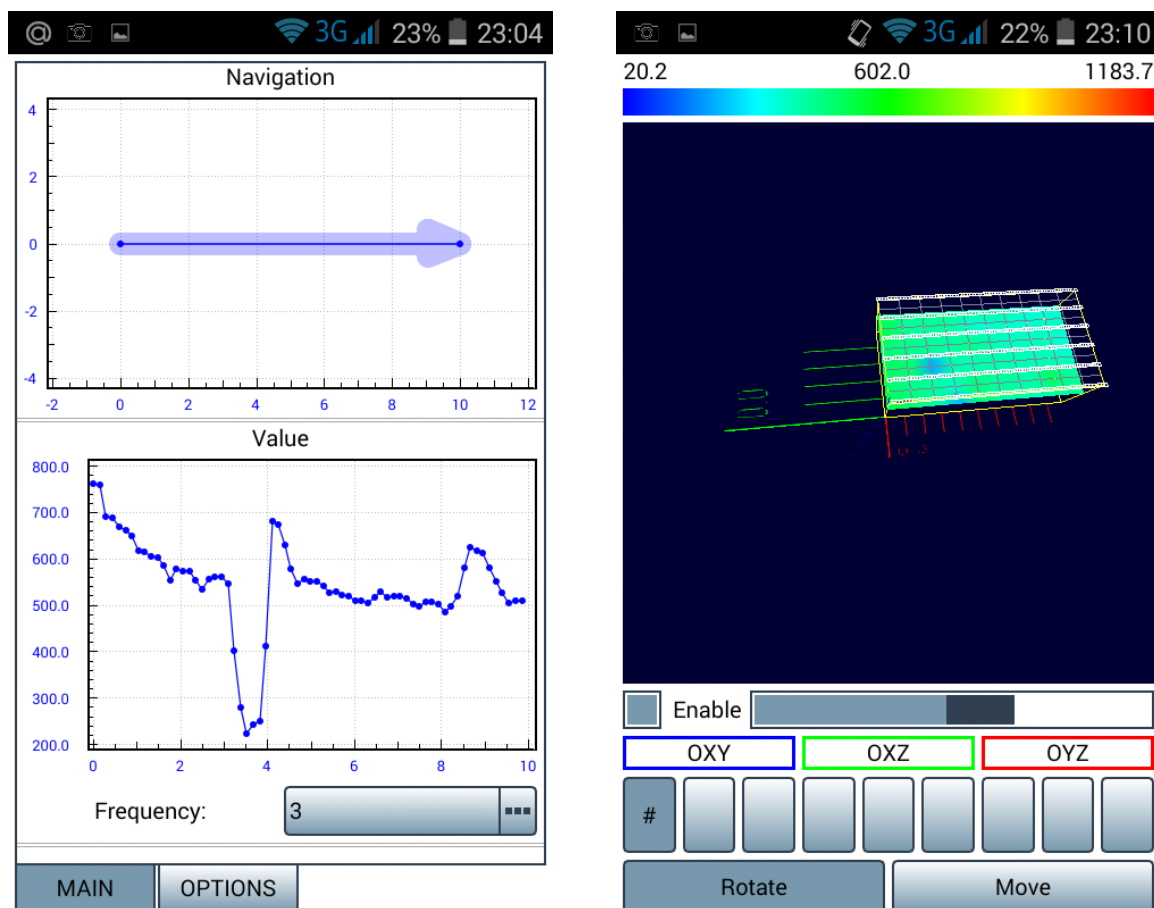 @ 3G 23% 23:04
Navigation
4
2
0
-2
-4
-2 0 2 4 6 8 10 12
Value
800.0
700.0
600.0
500.0
400.0
300.0
200.0
0 2 4 6 8 10
Frequency: 3
MAIN OPTIONS
3G 22% 23:10
20.2 602.0 1183.7
Enable
OXY OXZ OYZ
#
Rotate Move